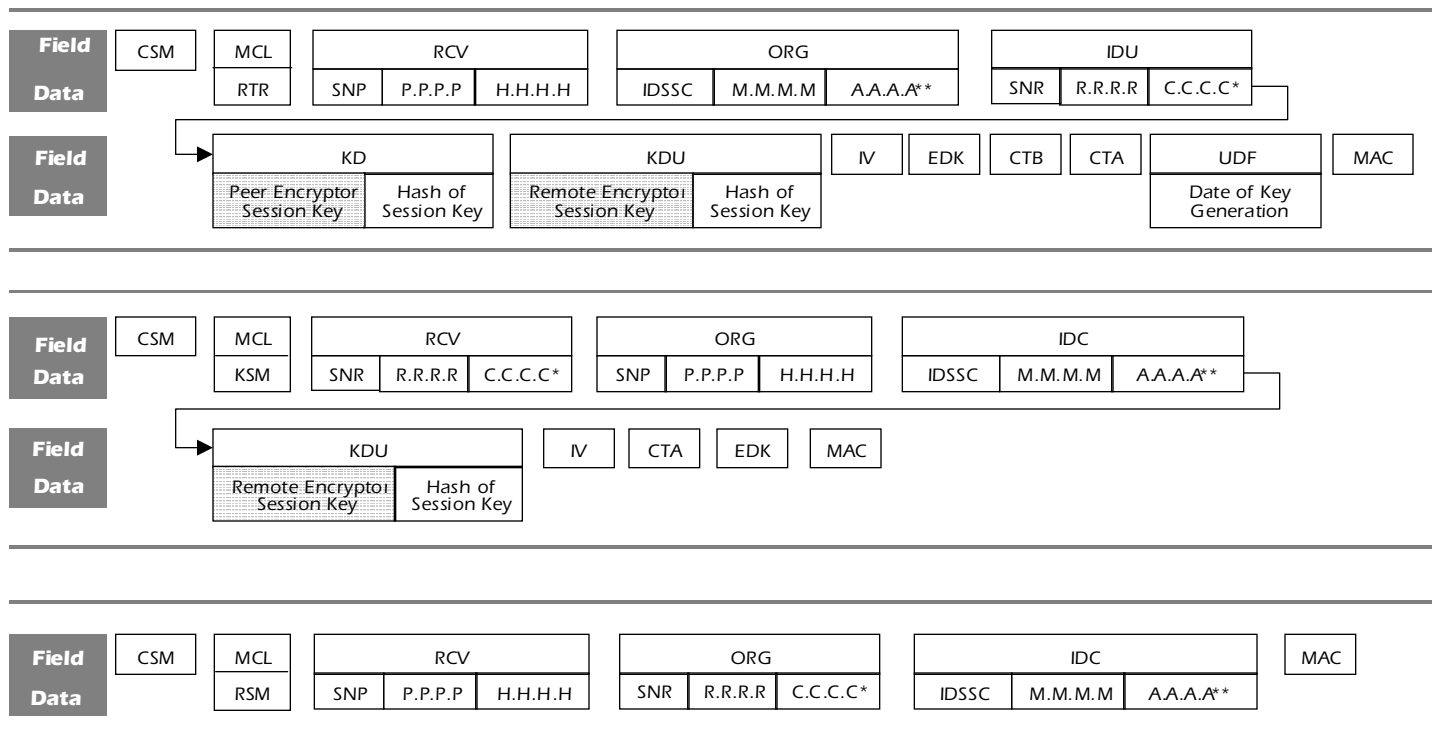 Field CSM MCL RCV ORG IDU
Data RTR SNP P.P.P.P H.H.H.H IDSSC M.M.M.M A.A.A.A** SNR R.R.R.R C.C.C.C*
Field KD KDU IV EDK CTB CTA UDF MAC
Data Peer Encryptor Session Key Hash of Session Key Remote Encryptor Session Key Hash of Session Key Date of Key Generation
Field CSM MCL RCV ORG IDC
Data KSM SNR R.R.R.R C.C.C.C* SNP P.P.P.P H.H.H.H IDSSC M.M.M.M A.A.A.A**
Field KDU IV CTA EDK MAC
Data Remote Encryptor Session Key Hash of Session Key
Field CSM MCL RCV ORG IDC MAC
Data RSM SNP P.P.P.P H.H.H.H SNR R.R.R.R C.C.C.C* IDSSC M.M.M.M A.A.A.A**